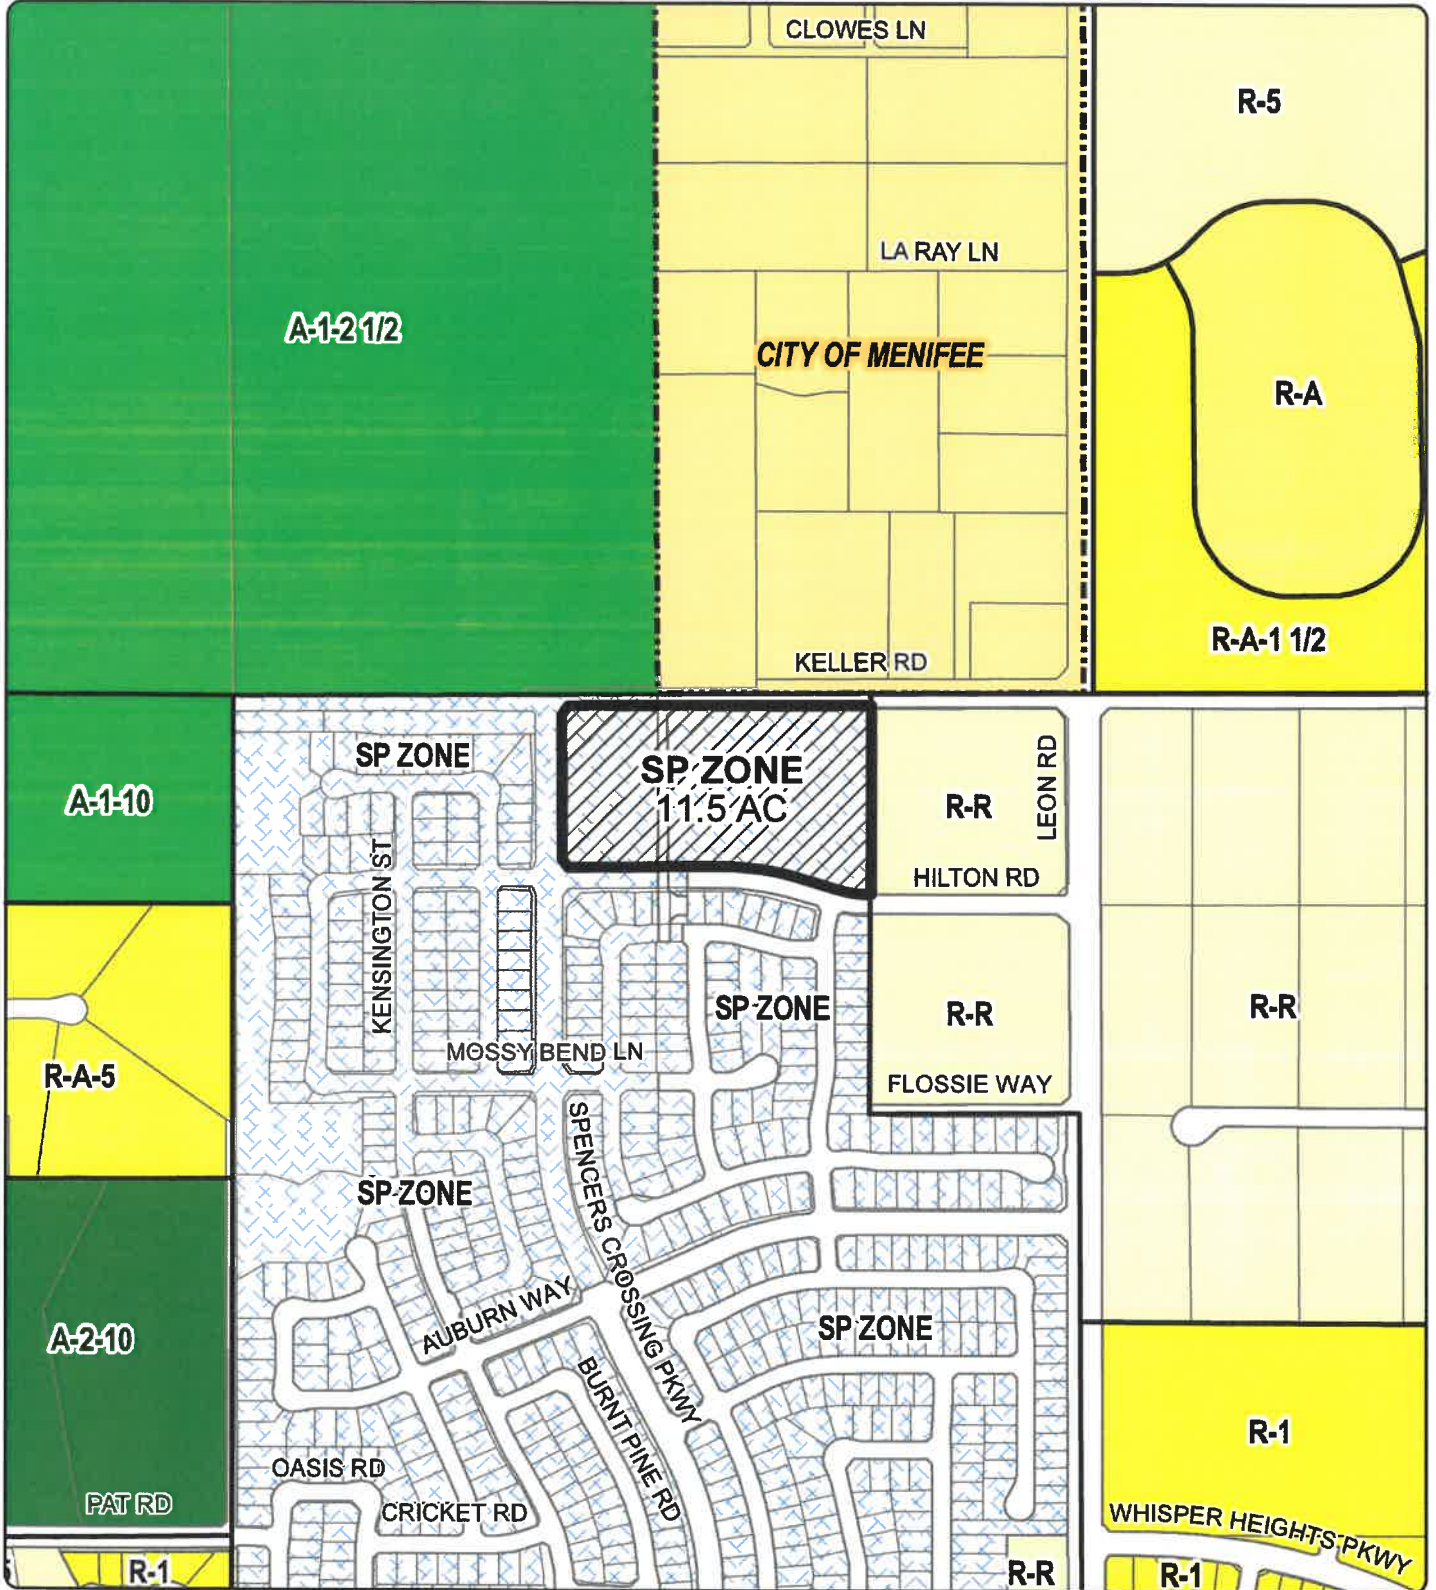 CLOWES LN
R-5
LA RAY LN
A-1-2 1/2
CITY OF MENIFEE
R-A
R-A-1 1/2
KELLER RD
SP ZONE
SP ZONE
11.5 AC
LEON RD
A-1-10
R-R
HILTON RD
KENSINGTON ST
SP ZONE
R-R
R-R
MOSSY BEND LN
R-A-5
FLOSSIE WAY
SPENCERS CROSSING PKWY
SP ZONE
AUBURN WAY
SP ZONE
A-2-10
BURNT PINE RD
R-1
OASIS RD
PAT RD
CRICKET RD
WHISPER HEIGHTS PKWY
R-1
R-R
R-1